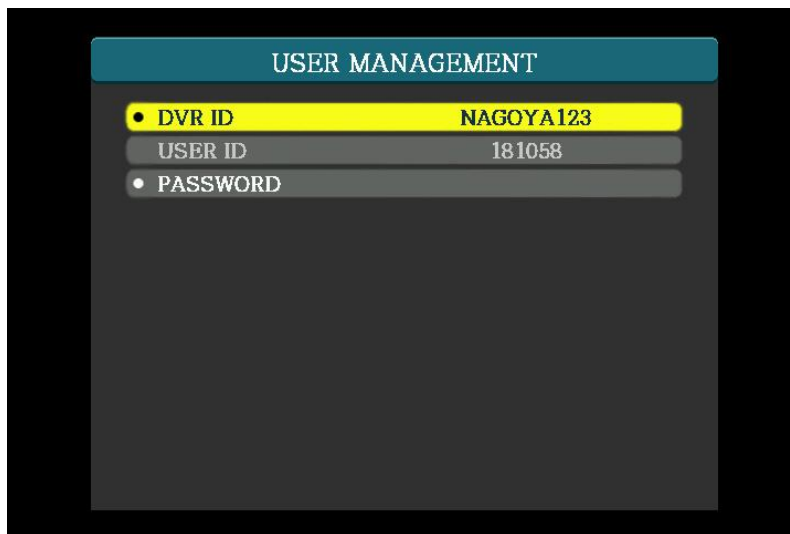 USER MANAGEMENT
• DVR ID NAGOYA123
USER ID 181058
• PASSWORD